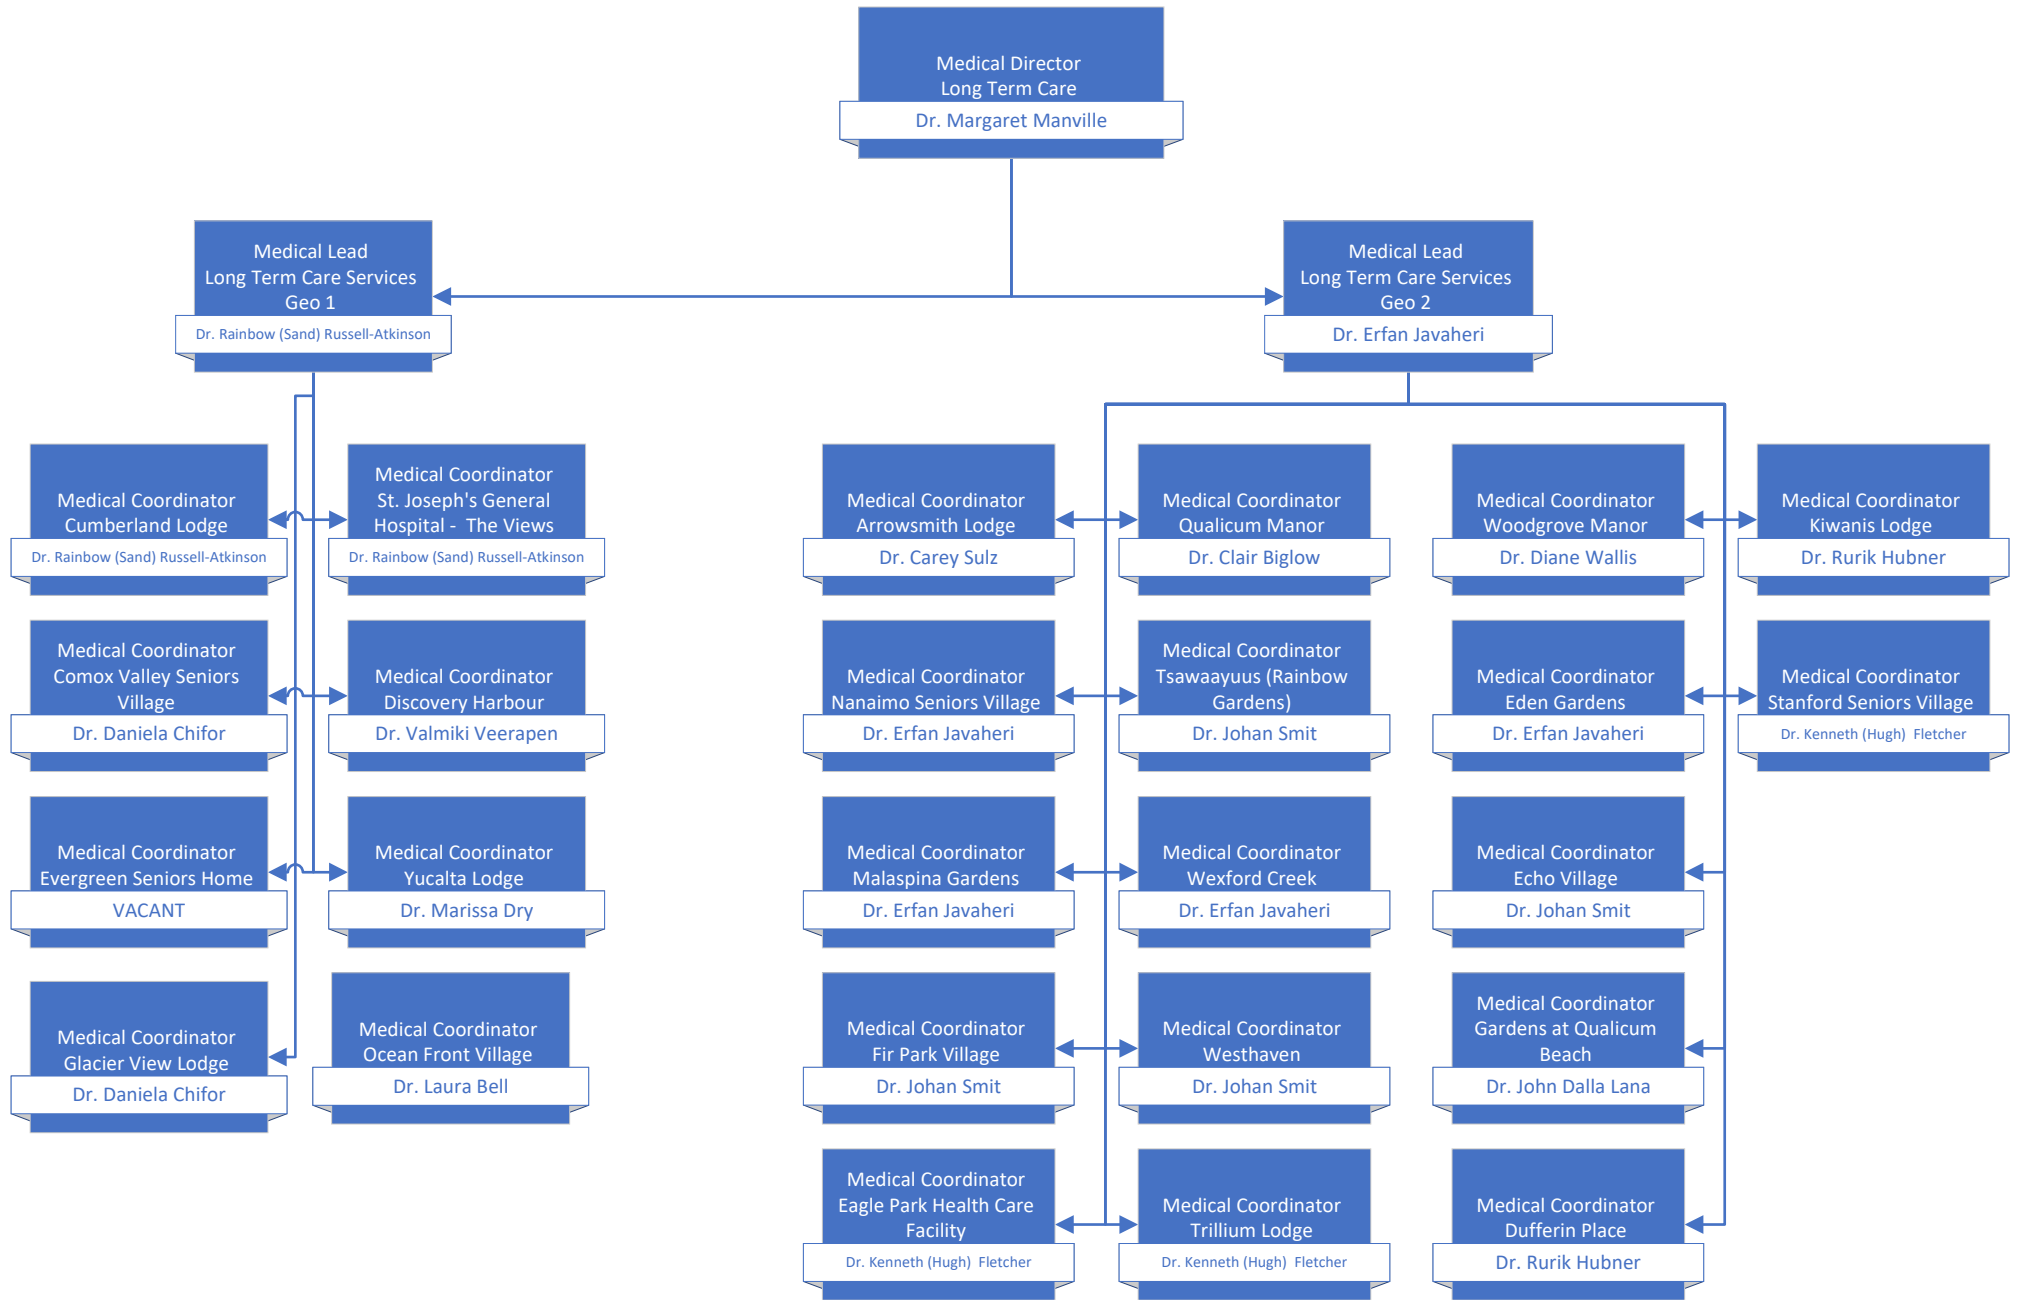 Medical Director
Long Term Care
Dr. Margaret Manville
Medical Lead
Long Term Care Services
Geo 1
Dr. Rainbow (Sand) Russell-Atkinson
Medical Lead
Long Term Care Services
Geo 2
Dr. Erfan Javaheri
Medical Coordinator
Cumberland Lodge
Dr. Rainbow (Sand) Russell-Atkinson
Medical Coordinator
St. Joseph's General
Hospital - The Views
Dr. Rainbow (Sand) Russell-Atkinson
Medical Coordinator
Arrowsmith Lodge
Dr. Carey Sulz
Medical Coordinator
Qualicum Manor
Dr. Clair Biglow
Medical Coordinator
Woodgrove Manor
Dr. Diane Wallis
Medical Coordinator
Kiwanis Lodge
Dr. Rurik Hubner
Medical Coordinator
Comox Valley Seniors
Village
Dr. Daniela Chifor
Medical Coordinator
Discovery Harbour
Dr. Valmiki Veerapen
Medical Coordinator
Nanaimo Seniors Village
Dr. Erfan Javaheri
Medical Coordinator
Tsawaayuus (Rainbow
Gardens)
Dr. Johan Smit
Medical Coordinator
Eden Gardens
Dr. Erfan Javaheri
Medical Coordinator
Stanford Seniors Village
Dr. Kenneth (Hugh) Fletcher
Medical Coordinator
Evergreen Seniors Home
VACANT
Medical Coordinator
Yucalta Lodge
Dr. Marissa Dry
Medical Coordinator
Malaspina Gardens
Dr. Erfan Javaheri
Medical Coordinator
Wexford Creek
Dr. Erfan Javaheri
Medical Coordinator
Echo Village
Dr. Johan Smit
Medical Coordinator
Glacier View Lodge
Dr. Daniela Chifor
Medical Coordinator
Ocean Front Village
Dr. Laura Bell
Medical Coordinator
Fir Park Village
Dr. Johan Smit
Medical Coordinator
Westhaven
Dr. Johan Smit
Medical Coordinator
Gardens at Qualicum
Beach
Dr. John Dalla Lana
Medical Coordinator
Eagle Park Health Care
Facility
Dr. Kenneth (Hugh) Fletcher
Medical Coordinator
Trillium Lodge
Dr. Kenneth (Hugh) Fletcher
Medical Coordinator
Dufferin Place
Dr. Rurik Hubner